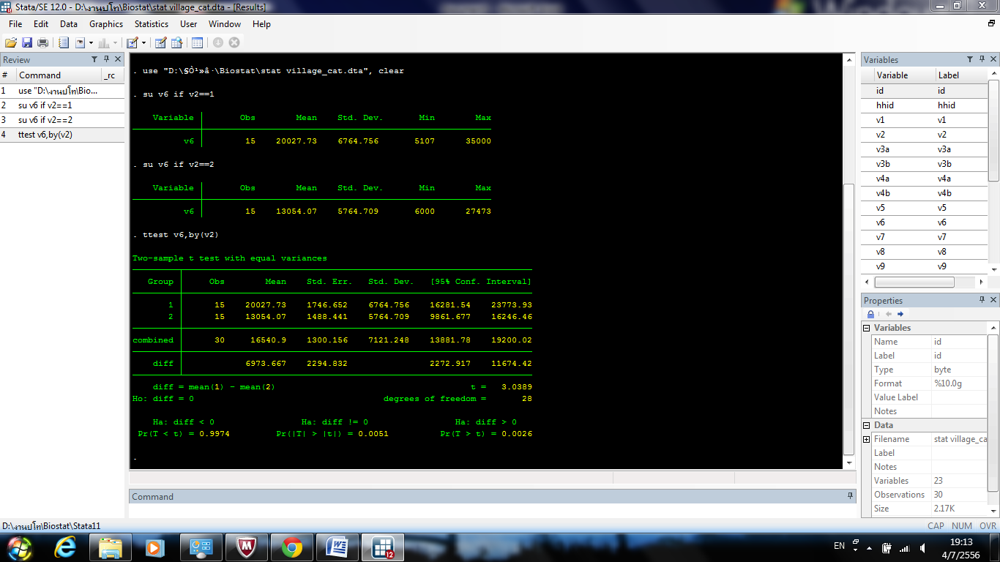 Stata/SE 12.0 - D:\งานปโท\Biostat\stat village_cat.dta - [Results]
File Edit Data Graphics Statistics User Window Help
Review
# Command _rc
1 use "D:\งานปโท\Bio...
2 su v6 if v2==1
3 su v6 if v2==2
4 ttest v6,by(v2)
. use "D:\§Ò¹»â·\Biostat\stat village_cat.dta", clear
. su v6 if v2==1
Variable Obs Mean Std. Dev. Min Max
v6 15 20027.73 6764.756 5107 35000
. su v6 if v2==2
Variable Obs Mean Std. Dev. Min Max
v6 15 13054.07 5764.709 6000 27473
. ttest v6,by(v2)
Two-sample t test with equal variances
Group Obs Mean Std. Err. Std. Dev. [95% Conf. Interval]
1 15 20027.73 1746.652 6764.756 16281.54 23773.93
2 15 13054.07 1488.441 5764.709 9861.677 16246.46
combined 30 16540.9 1300.156 7121.248 13881.78 19200.02
diff 6973.667 2294.832 2272.917 11674.42
diff = mean(1) - mean(2) t = 3.0389
Ho: diff = 0 degrees of freedom = 28
Ha: diff < 0 Ha: diff != 0 Ha: diff > 0
Pr(T < t) = 0.9974 Pr(|T| > |t|) = 0.0051 Pr(T > t) = 0.0026
.
Command
Variables
Variable Label
id id
hhid hhid
v1 v1
v2 v2
v3a v3a
v3b v3b
v4a v4a
v4b v4b
v5 v5
v6 v6
v7 v7
v8 v8
v9 v9
Properties
Variables
Name id
Label id
Type byte
Format %10.0g
Value Label
Notes
Data
Filename stat village_ca
Label
Notes
Variables 23
Observations 30
Size 2.17K
D:\งานปโท\Biostat\Stata11
CAP NUM OVR
12
EN
19:13
4/7/2556